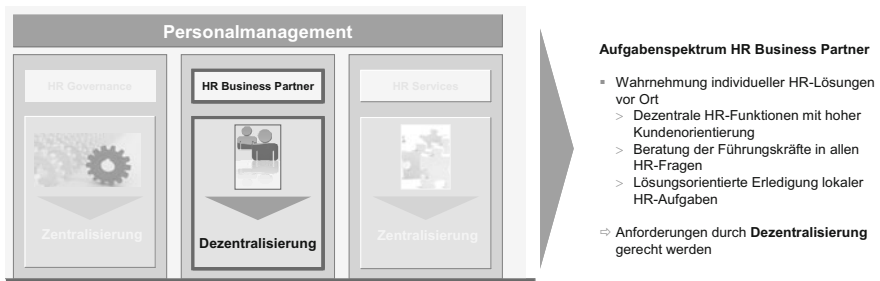 Personalmanagement
HR Governance
HR Business Partner
HR Services
Zentralisierung
Dezentralisierung
Zentralisierung
Aufgabenspektrum HR Business Partner
▪ Wahrnehmung individueller HR-Lösungen
vor Ort
> Dezentrale HR-Funktionen mit hoher
Kundenorientierung
> Beratung der Führungskräfte in allen
HR-Fragen
> Lösungsorientierte Erledigung lokaler
HR-Aufgaben
⇨ Anforderungen durch Dezentralisierung
gerecht werden